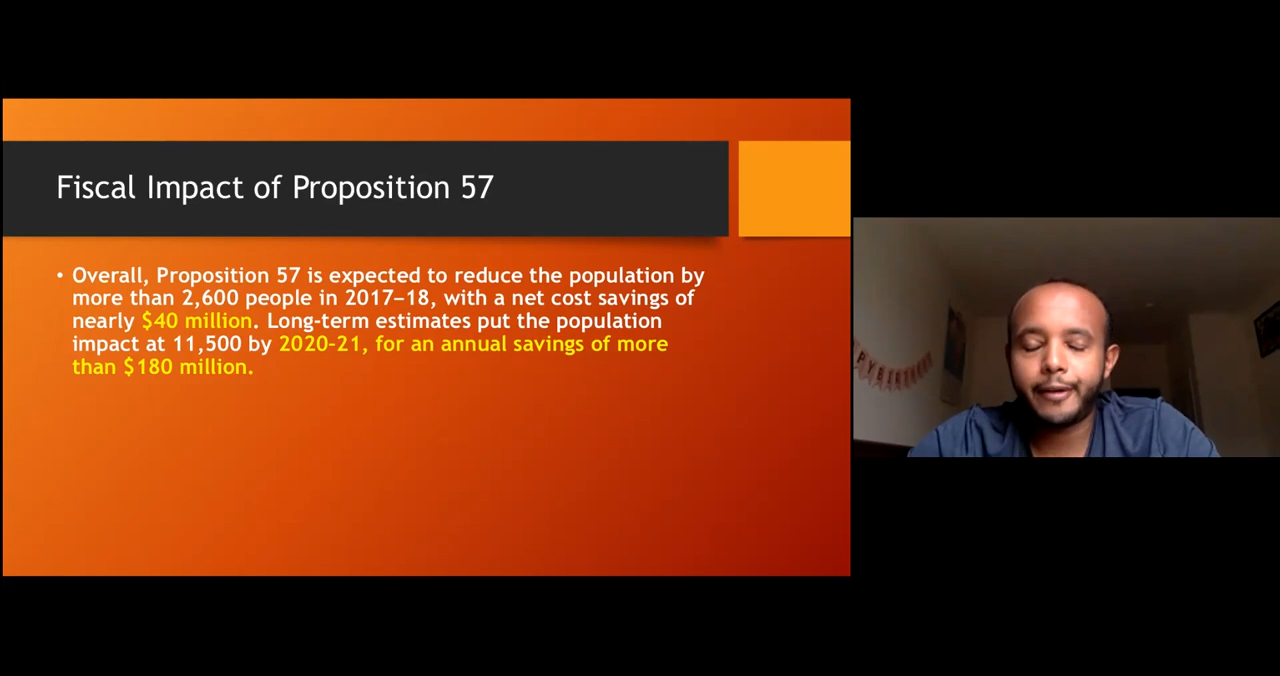 Fiscal Impact of Proposition 57
• Overall, Proposition 57 is expected to reduce the population by
more than 2,600 people in 2017–18, with a net cost savings of
nearly $40 million. Long-term estimates put the population
impact at 11,500 by 2020-21, for an annual savings of more
than $180 million.